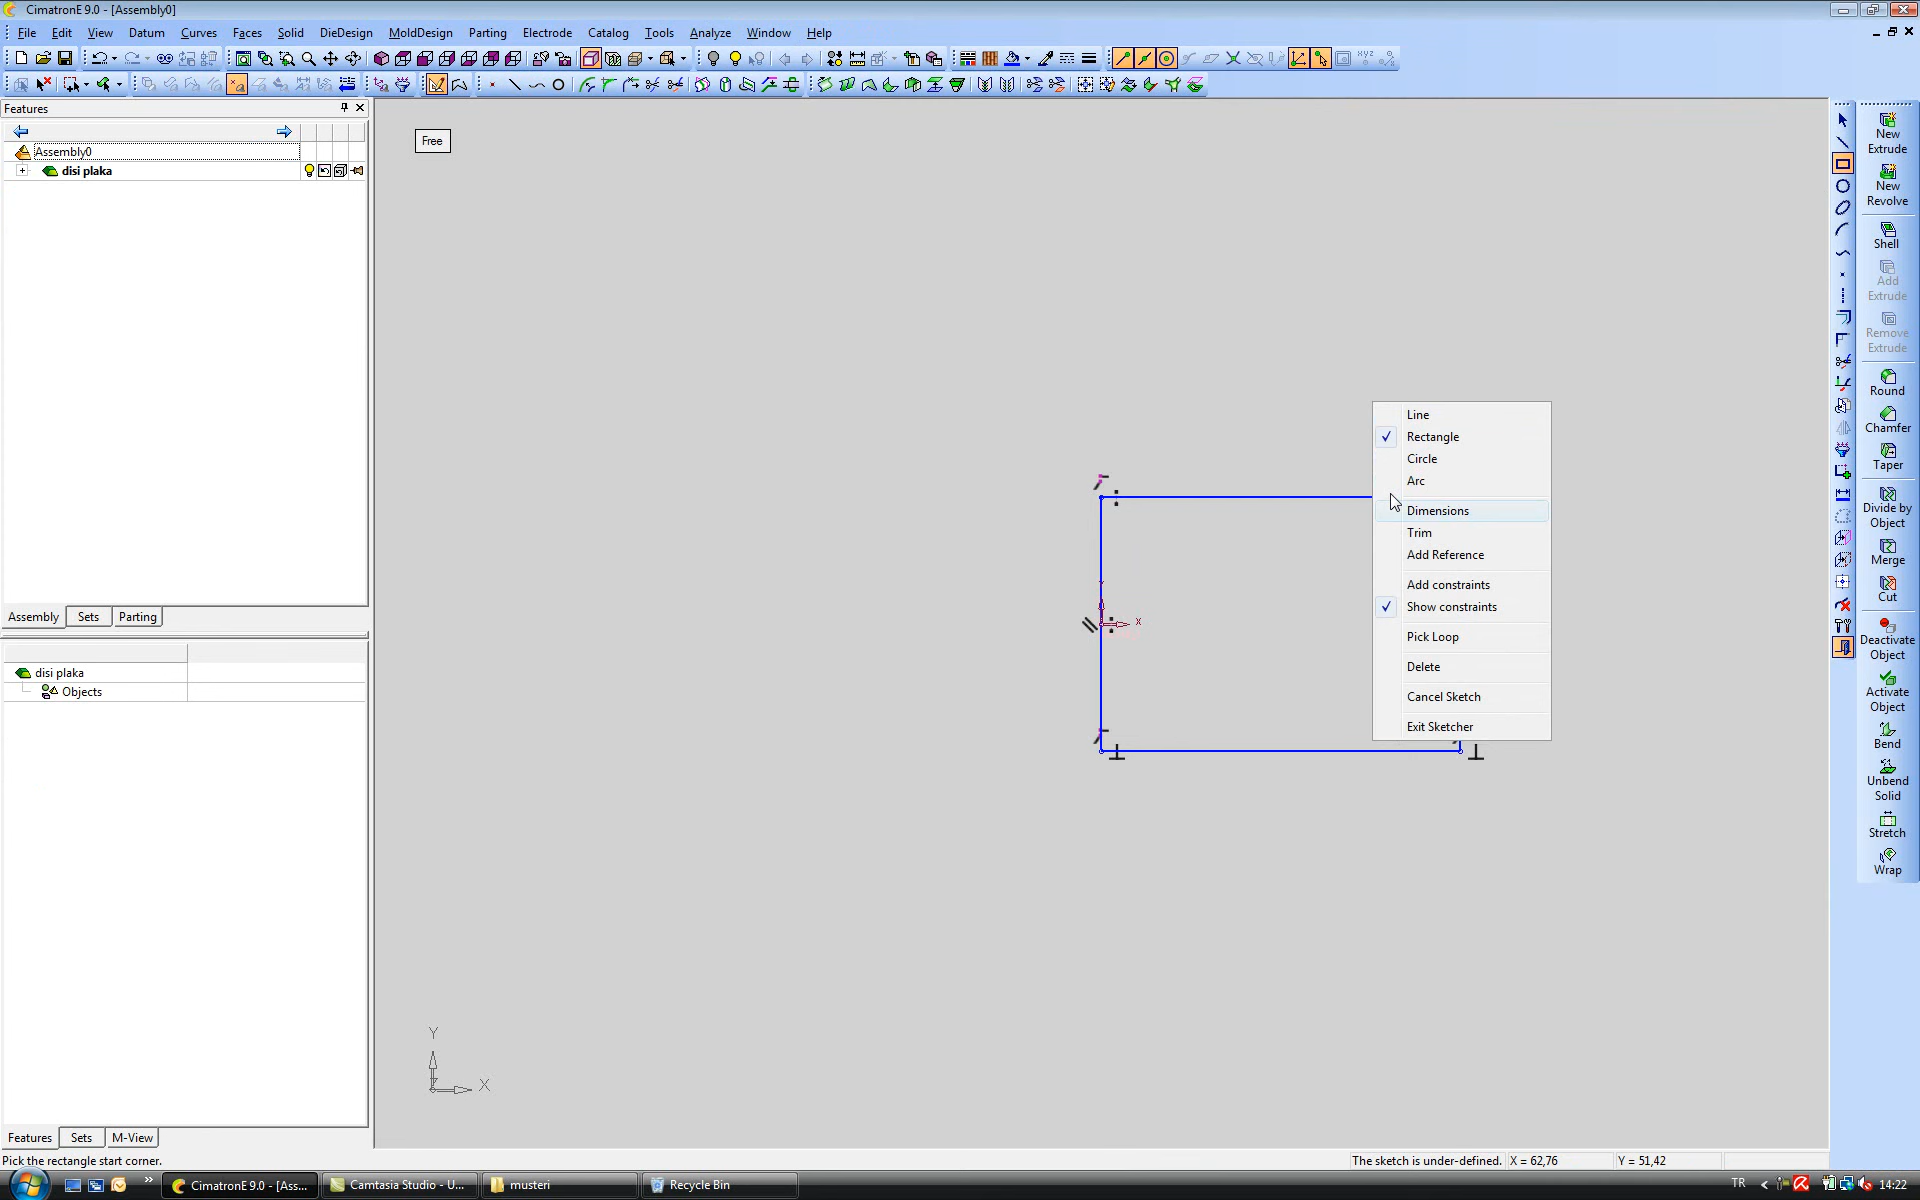 CimatronE 9.0 - [Assembly0]
File Edit View Datum Curves Faces Solid DieDesign MoldDesign Parting Electrode Catalog Tools Analyze Window Help
Features
Assembly0
disi plaka
Assembly Sets Parting
disi plaka
Objects
Features Sets M-View
Free
X
Y
X
Line
Rectangle
Circle
Arc
Dimensions
Trim
Add Reference
Add constraints
Show constraints
Pick Loop
Delete
Cancel Sketch
Exit Sketcher
New
Extrude
New
Revolve
Shell
Add
Extrude
Remove
Extrude
Round
Chamfer
Taper
Divide by
Object
Merge
Cut
Deactivate
Object
Activate
Object
Bend
Unbend
Solid
Stretch
Wrap
Pick the rectangle start corner.
The sketch is under-defined. X = 62,76 Y = 51,42
CimatronE 9.0 - [Ass... Camtasia Studio - U... musteri Recycle Bin TR 14:22